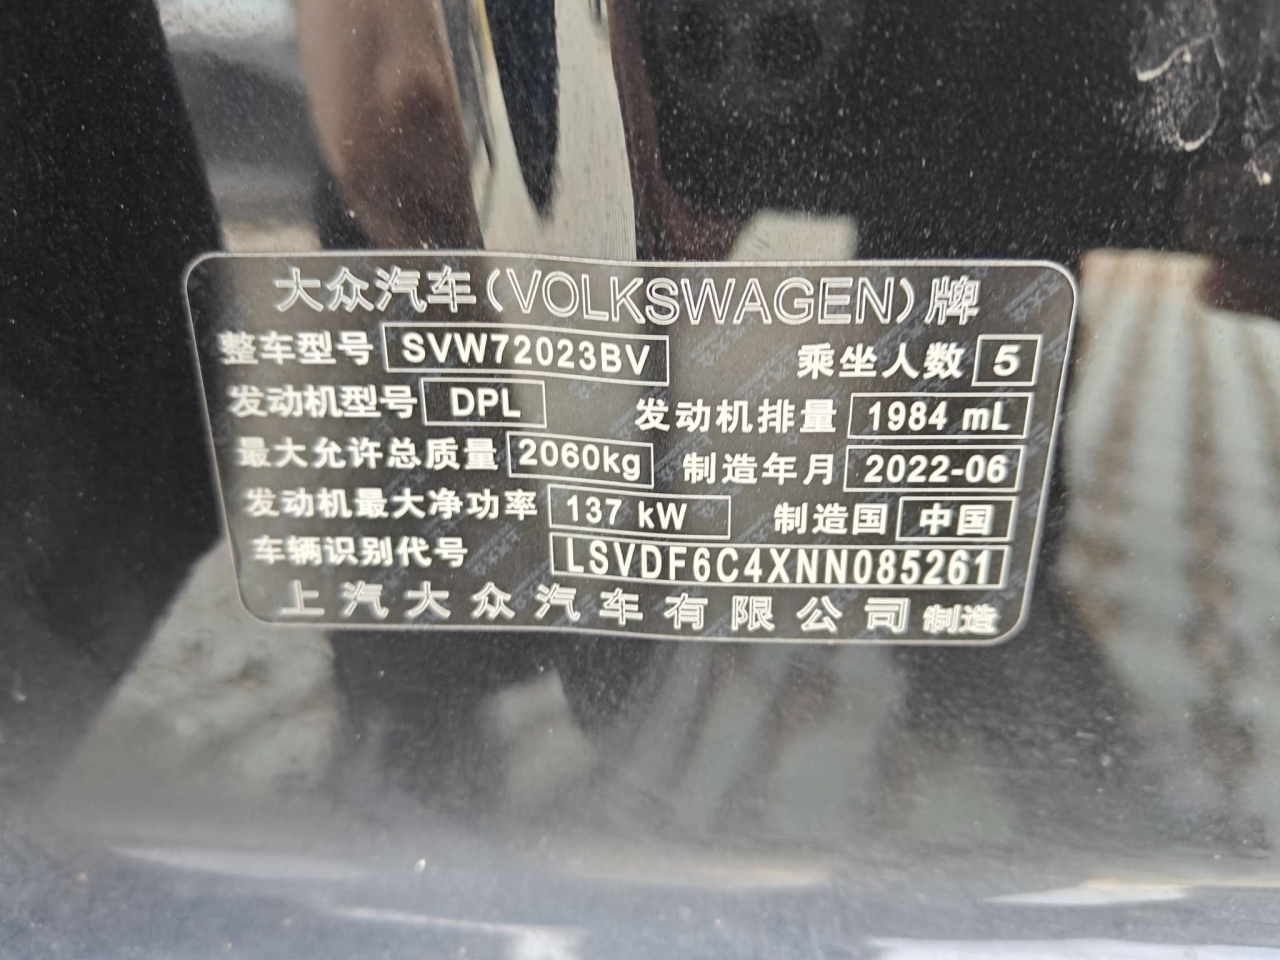 大众汽车(VOLKSWAGEN)牌
整车型号 SVW72023BV 乘坐人数 5
发动机型号 DPL 发动机排量 1984 mL
最大允许总质量 2060kg 制造年月 2022-06
发动机最大净功率 137 kW 制造国 中国
车辆识别代号 LSVDF6C4XNN085261
上汽大众汽车有限公司 制造